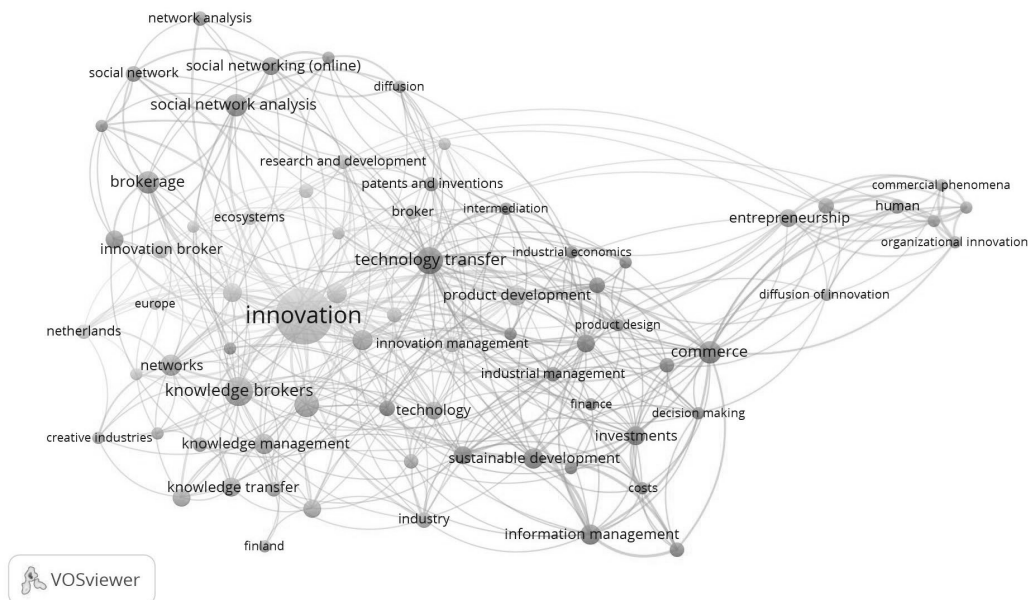 network analysis
social network
social networking (online)
diffusion
social network analysis
research and development
brokerage
patents and inventions
commercial phenomena
broker
intermediation
human
ecosystems
entrepreneurship
organizational innovation
innovation broker
technology transfer
industrial economics
product development
diffusion of innovation
europe
innovation
netherlands
product design
innovation management
commerce
networks
industrial management
knowledge brokers
finance
technology
decision making
creative industries
knowledge management
investments
sustainable development
knowledge transfer
costs
industry
information management
finland
VOSviewer